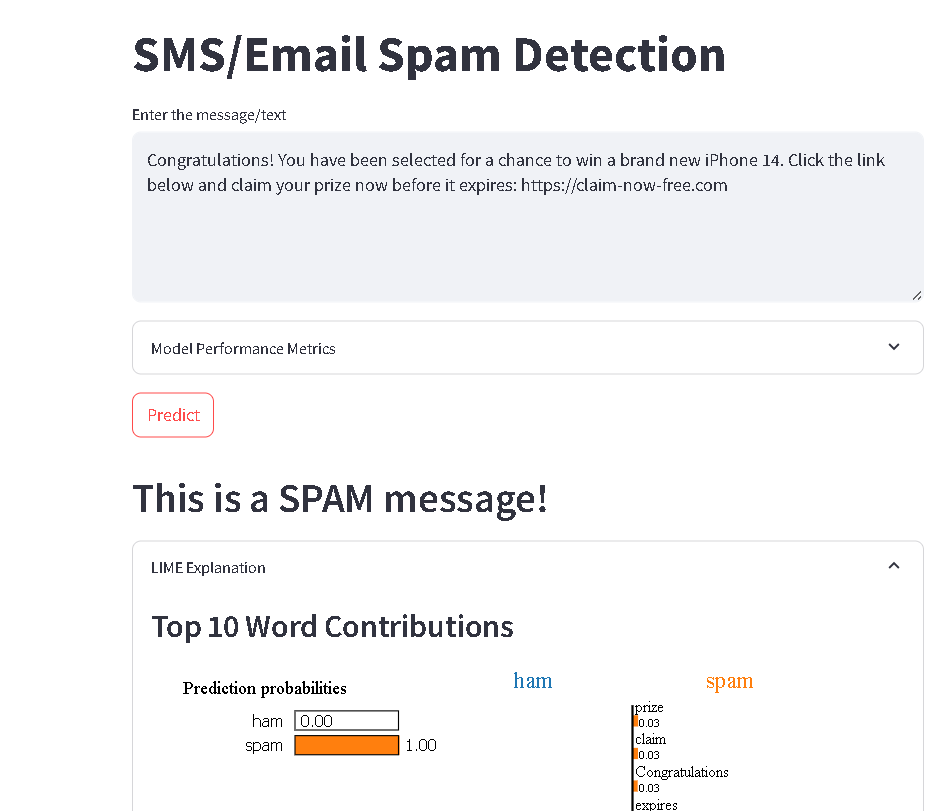 SMS/Email Spam Detection
Enter the message/text
Congratulations! You have been selected for a chance to win a brand new iPhone 14. Click the link
below and claim your prize now before it expires: https://claim-now-free.com
Model Performance Metrics
Predict
This is a SPAM message!
LIME Explanation
Top 10 Word Contributions
Prediction probabilities
ham 0.00
spam 1.00
ham spam
prize
0.03
claim
0.03
Congratulations
0.03
expires